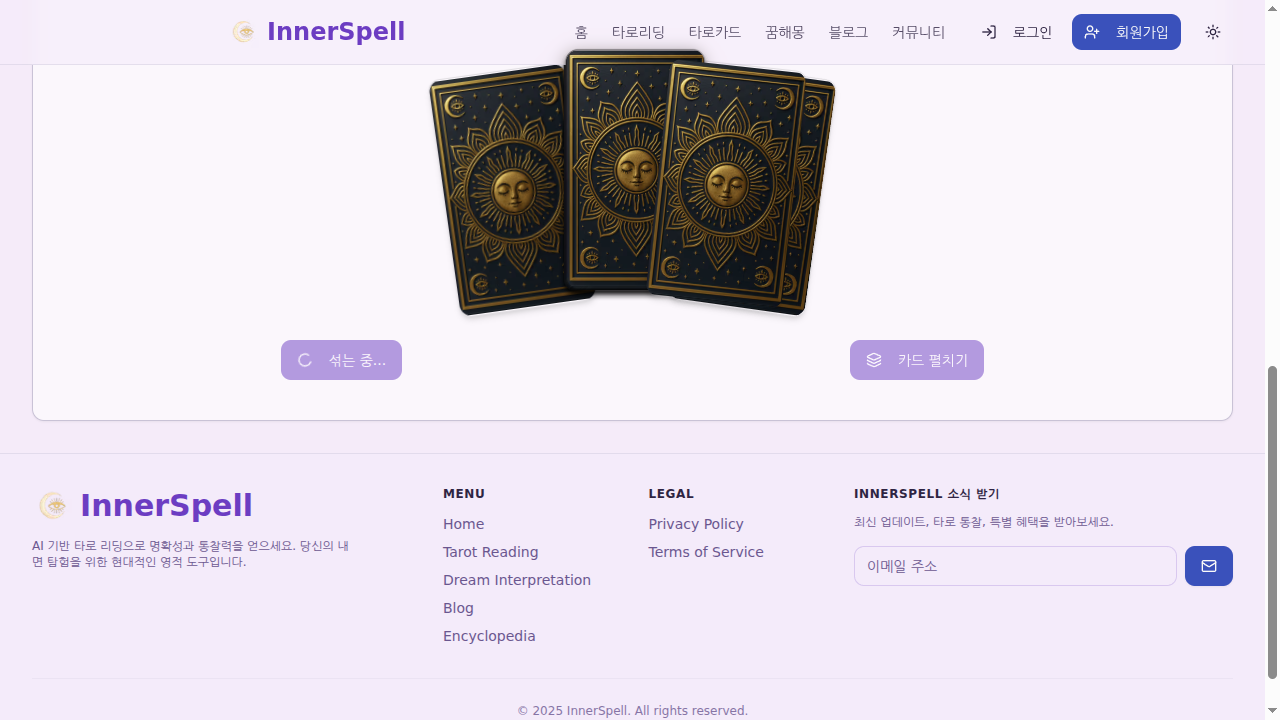 InnerSpell
홈 타로리딩 타로카드 꿈해몽 블로그 커뮤니티 로그인 회원가입
섞는 중... 카드 펼치기
InnerSpell
AI 기반 타로 리딩으로 명확성과 통찰력을 얻으세요. 당신의 내
면 탐험을 위한 현대적인 영적 도구입니다.
MENU
Home
Tarot Reading
Dream Interpretation
Blog
Encyclopedia
LEGAL
Privacy Policy
Terms of Service
INNERSPELL 소식 받기
최신 업데이트, 타로 통찰, 특별 혜택을 받아보세요.
이메일 주소
© 2025 InnerSpell. All rights reserved.